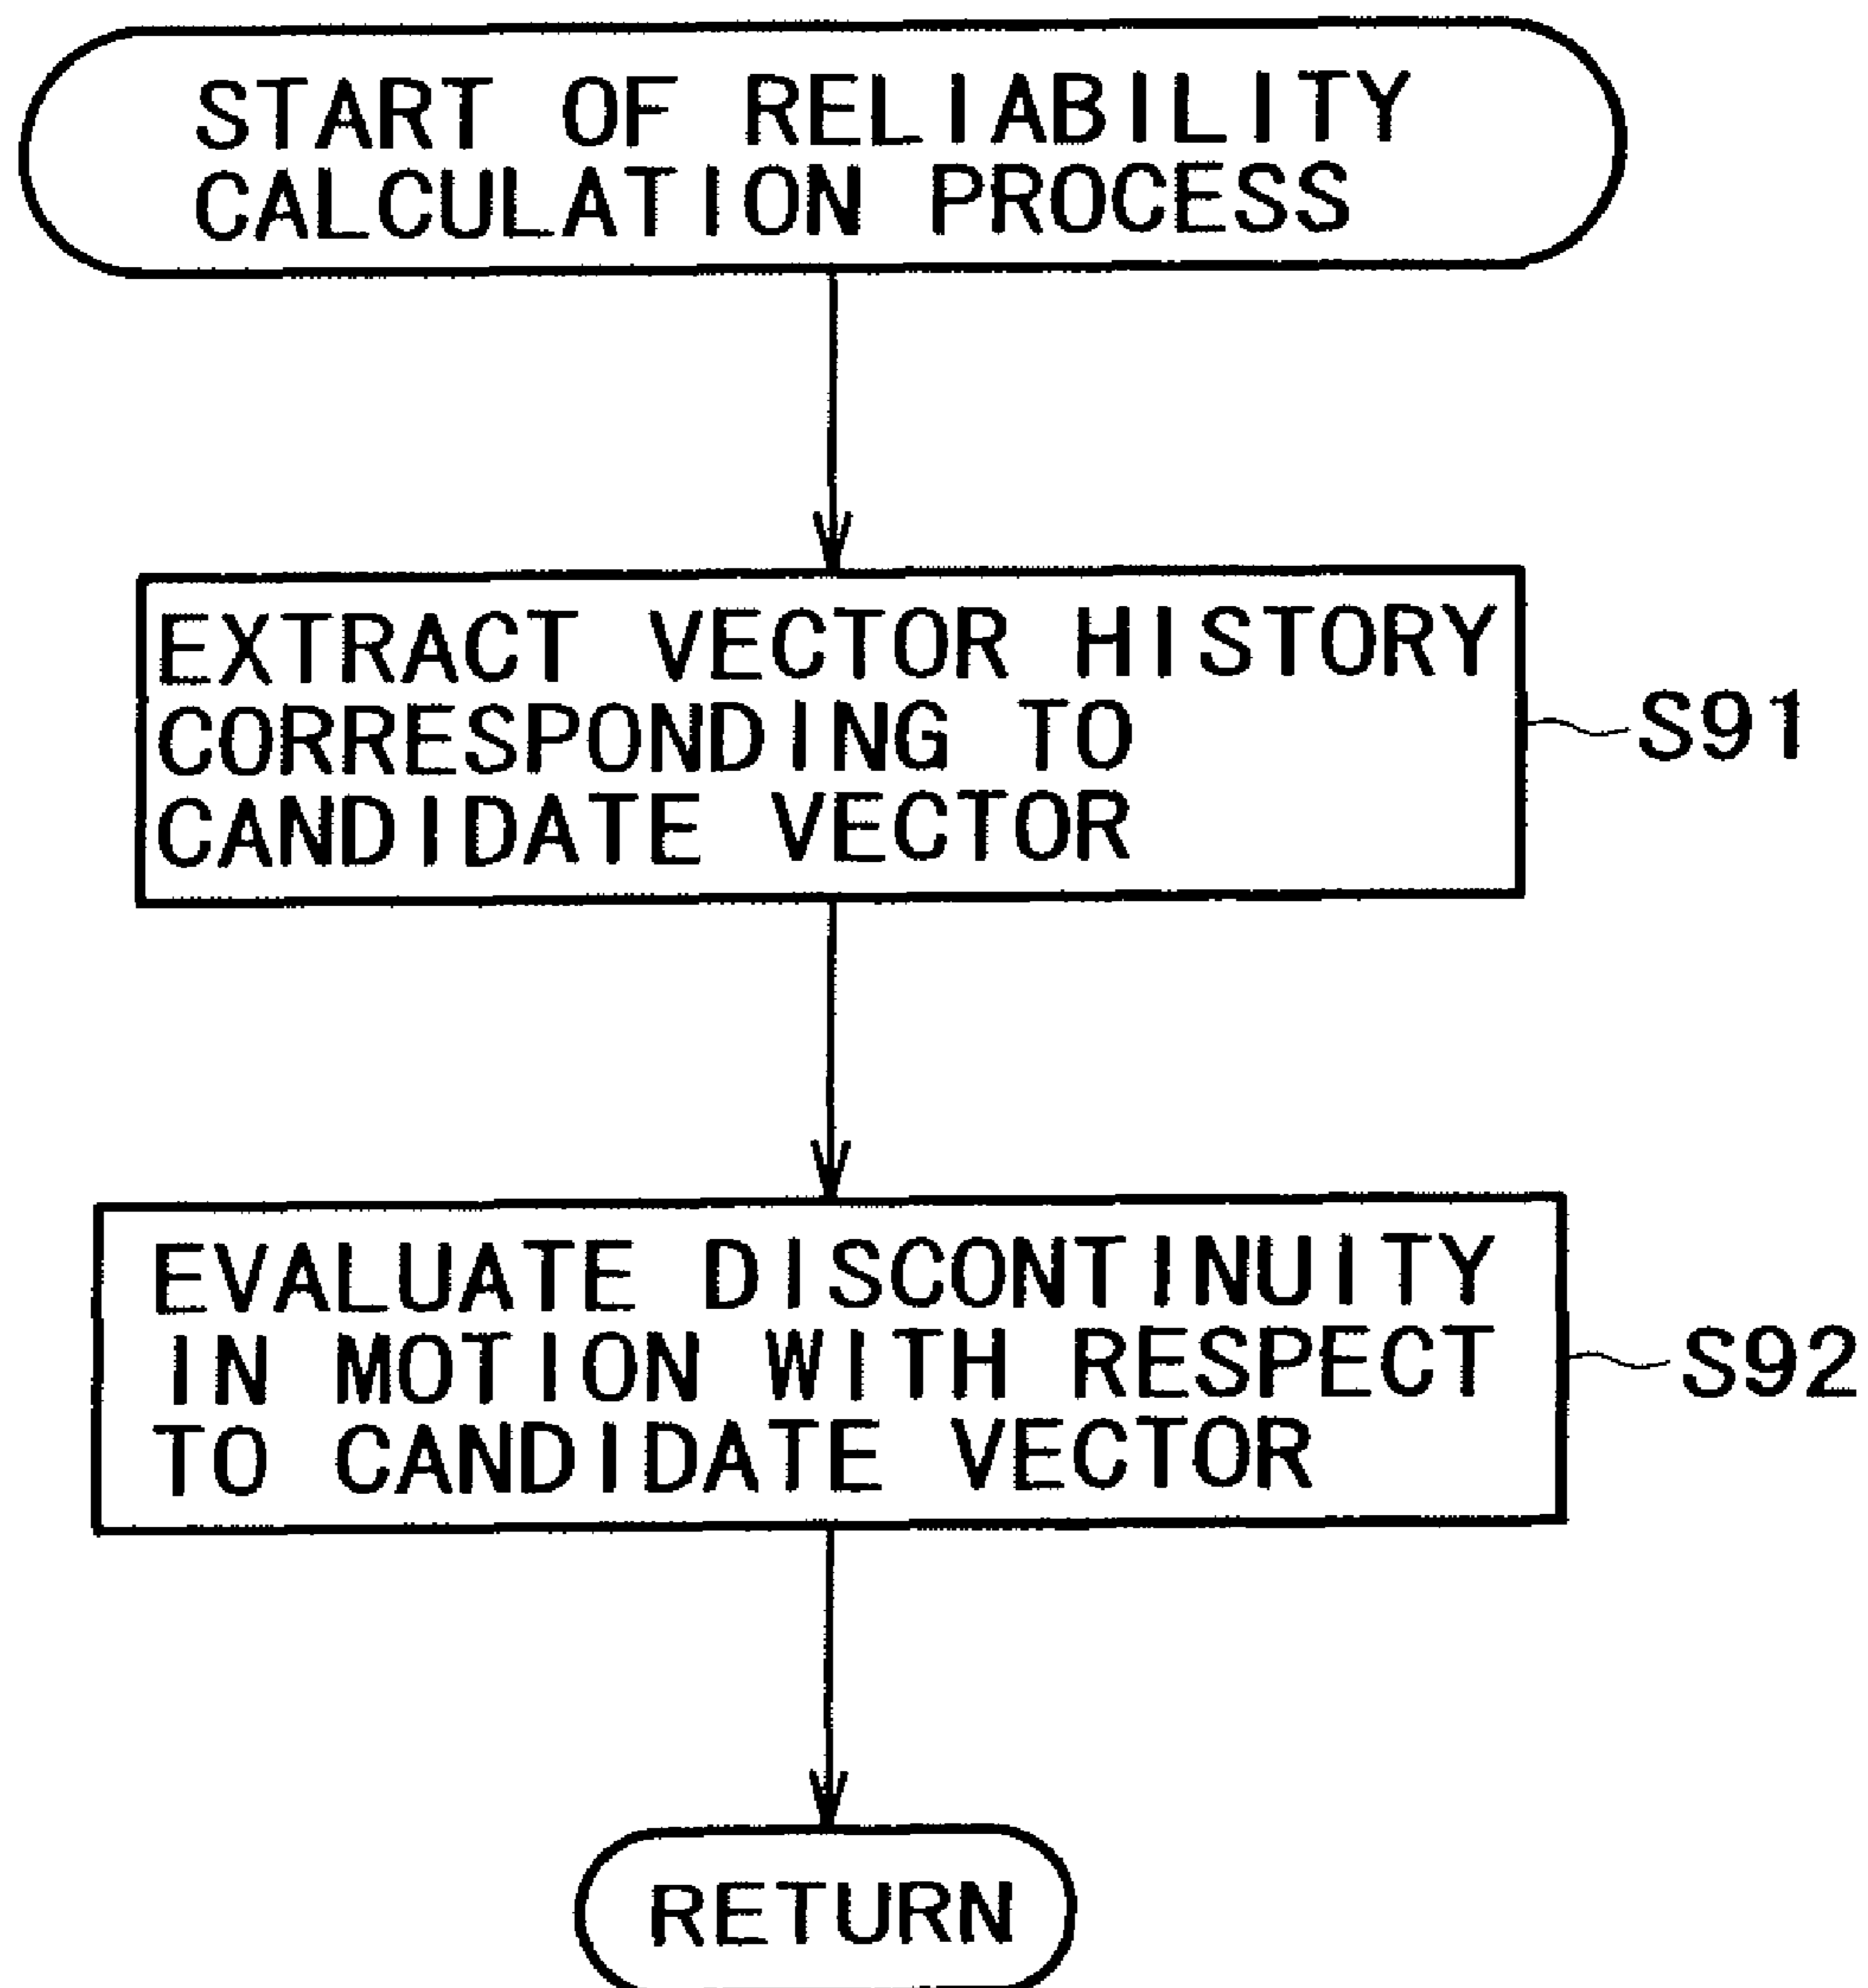 START OF RELIABILITY
CALCULATION PROCESS
EXTRACT VECTOR HISTORY
CORRESPONDING TO
CANDIDATE VECTOR
S91
EVALUATE DISCONTINUITY
IN MOTION WITH RESPECT
TO CANDIDATE VECTOR
S92
RETURN